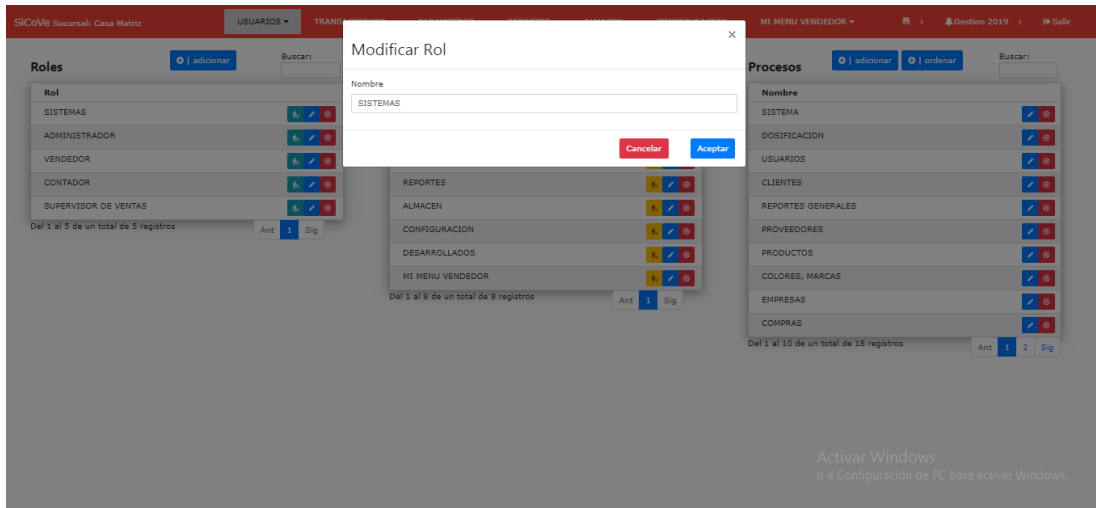 SiCoVe Sucursal: Casa Matriz
USUARIOS
MI MENU VENDEDOR
Gestion 2019
Salir
Modificar Rol
×
Nombre
SISTEMAS
Cancelar
Aceptar
Roles
| adicionar
Buscar:
Rol
SISTEMAS
ADMINISTRADOR
VENDEDOR
CONTADOR
SUPERVISOR DE VENTAS
Del 1 al 5 de un total de 5 registros
Ant 1 Sig
REPORTES
ALMACEN
CONFIGURACION
DESARROLLADOS
MI MENU VENDEDOR
Del 1 al 8 de un total de 8 registros
Ant 1 Sig
Procesos
| adicionar
| ordenar
Buscar:
Nombre
SISTEMA
DOSIFICACION
USUARIOS
CLIENTES
REPORTES GENERALES
PROVEEDORES
PRODUCTOS
COLORES, MARCAS
EMPRESAS
COMPRAS
Del 1 al 10 de un total de 18 registros
Ant 1 2 Sig
Activar Windows
Ir a Configuración de PC para activar Windows.